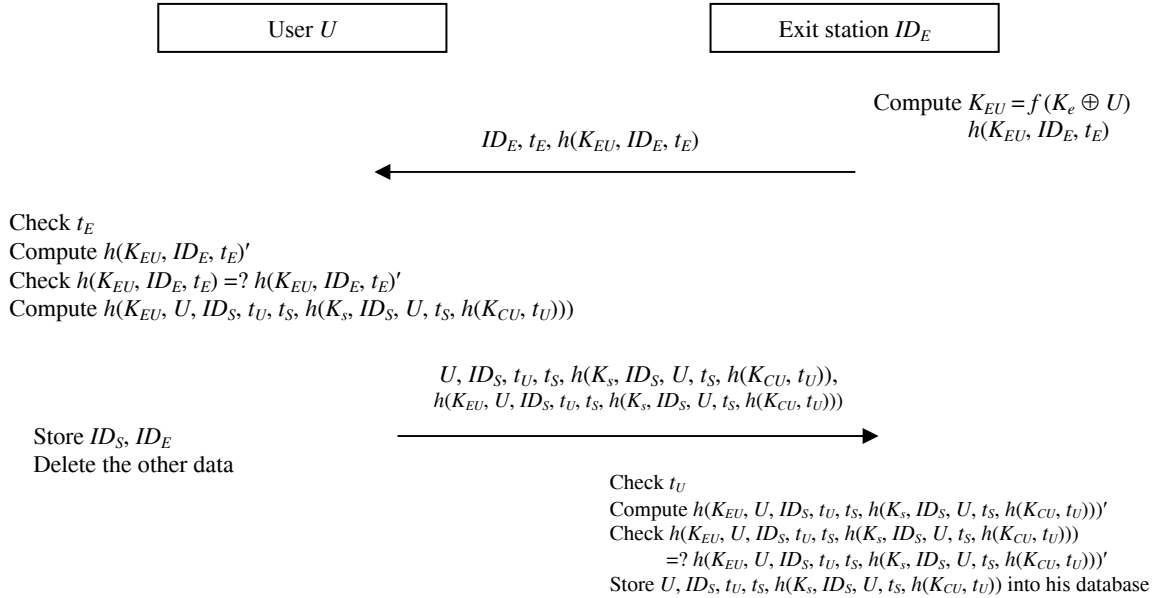 User U
Exit station ID_E
Compute K_EU = f (K_e ⊕ U)
h(K_EU, ID_E, t_E)
ID_E, t_E, h(K_EU, ID_E, t_E)
Check t_E
Compute h(K_EU, ID_E, t_E)′
Check h(K_EU, ID_E, t_E) =? h(K_EU, ID_E, t_E)′
Compute h(K_EU, U, ID_S, t_U, t_S, h(K_s, ID_S, U, t_S, h(K_CU, t_U)))
U, ID_S, t_U, t_S, h(K_s, ID_S, U, t_S, h(K_CU, t_U)),
h(K_EU, U, ID_S, t_U, t_S, h(K_s, ID_S, U, t_S, h(K_CU, t_U)))
Store ID_S, ID_E
Delete the other data
Check t_U
Compute h(K_EU, U, ID_S, t_U, t_S, h(K_s, ID_S, U, t_S, h(K_CU, t_U)))′
Check h(K_EU, U, ID_S, t_U, t_S, h(K_s, ID_S, U, t_S, h(K_CU, t_U)))
=? h(K_EU, U, ID_S, t_U, t_S, h(K_s, ID_S, U, t_S, h(K_CU, t_U)))′
Store U, ID_S, t_U, t_S, h(K_s, ID_S, U, t_S, h(K_CU, t_U)) into his database